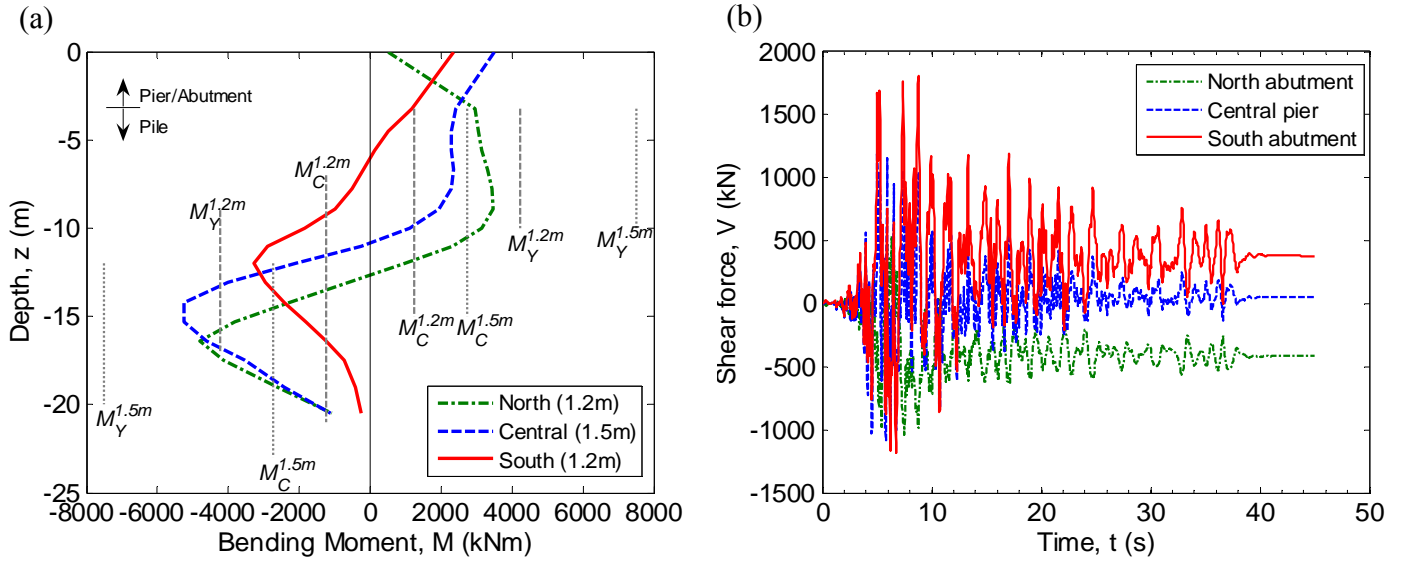 (a)
0
-5
-10
-15
-20
-25
-8000 -6000 -4000 -2000 0 2000 4000 6000 8000
Depth, z (m)
Bending Moment, M (kNm)
Pier/Abutment
Pile
M_C^1.2m
M_Y^1.2m
M_Y^1.2m
M_Y^1.5m
M_C^1.2m
M_C^1.5m
M_Y^1.5m
M_C^1.5m
North (1.2m)
Central (1.5m)
South (1.2m)
(b)
2000
1500
1000
500
0
-500
-1000
-1500
0 10 20 30 40 50
Shear force, V (kN)
Time, t (s)
North abutment
Central pier
South abutment